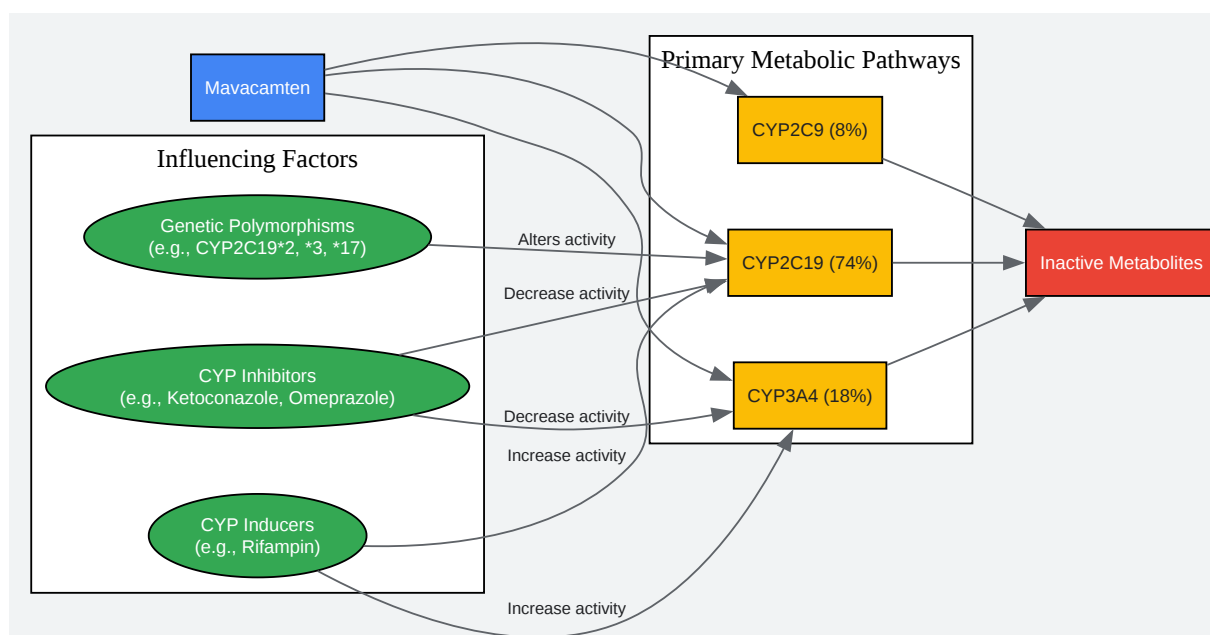 Mavacamten
Influencing Factors
Genetic Polymorphisms
(e.g., CYP2C19*2, *3, *17)
CYP Inhibitors
(e.g., Ketoconazole, Omeprazole)
CYP Inducers
(e.g., Rifampin)
Alters activity
Decrease activity
Decrease activity
Increase activity
Increase activity
Primary Metabolic Pathways
CYP2C9 (8%)
CYP2C19 (74%)
CYP3A4 (18%)
Inactive Metabolites